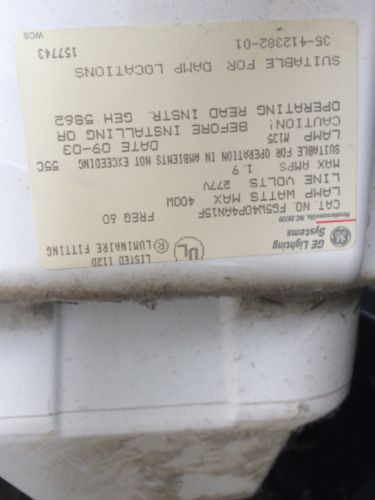 GE Lighting
Systems
Hendersonville, NC 28739
UL LISTED 112D
LUMINAIRE FITTING
CAT. NO. FG5W40P4AN15F
LAMP WATTS MAX 400W FREQ 60
LINE VOLTS 277V
MAX AMPS 1.9
SUITABLE FOR OPERATION IN AMBIENTS NOT EXCEEDING 55C
LAMP M135 DATE 09-03
CAUTION! BEFORE INSTALLING OR
OPERATING READ INSTR. GEH 5862
SUITABLE FOR DAMP LOCATIONS
35-412382-01 157743
WCS